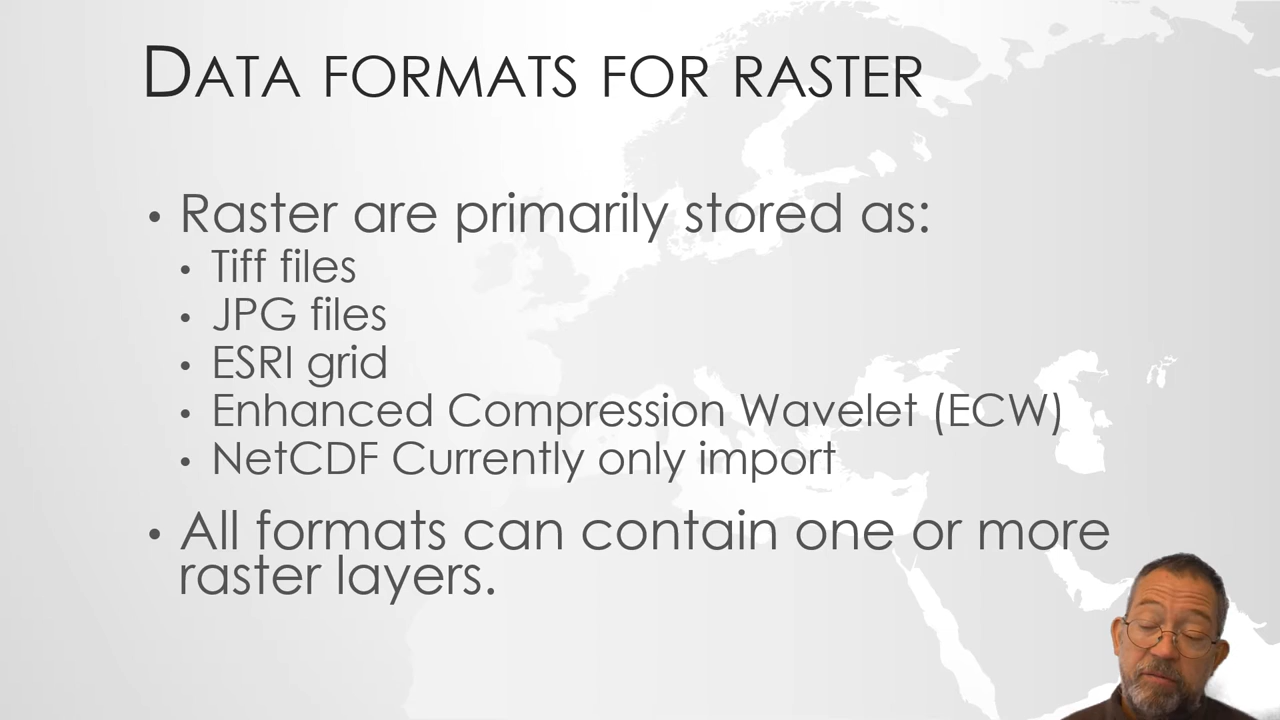 Data formats for raster
• Raster are primarily stored as:
• Tiff files
• JPG files
• ESRI grid
• Enhanced Compression Wavelet (ECW)
• NetCDF Currently only import
• All formats can contain one or more
raster layers.